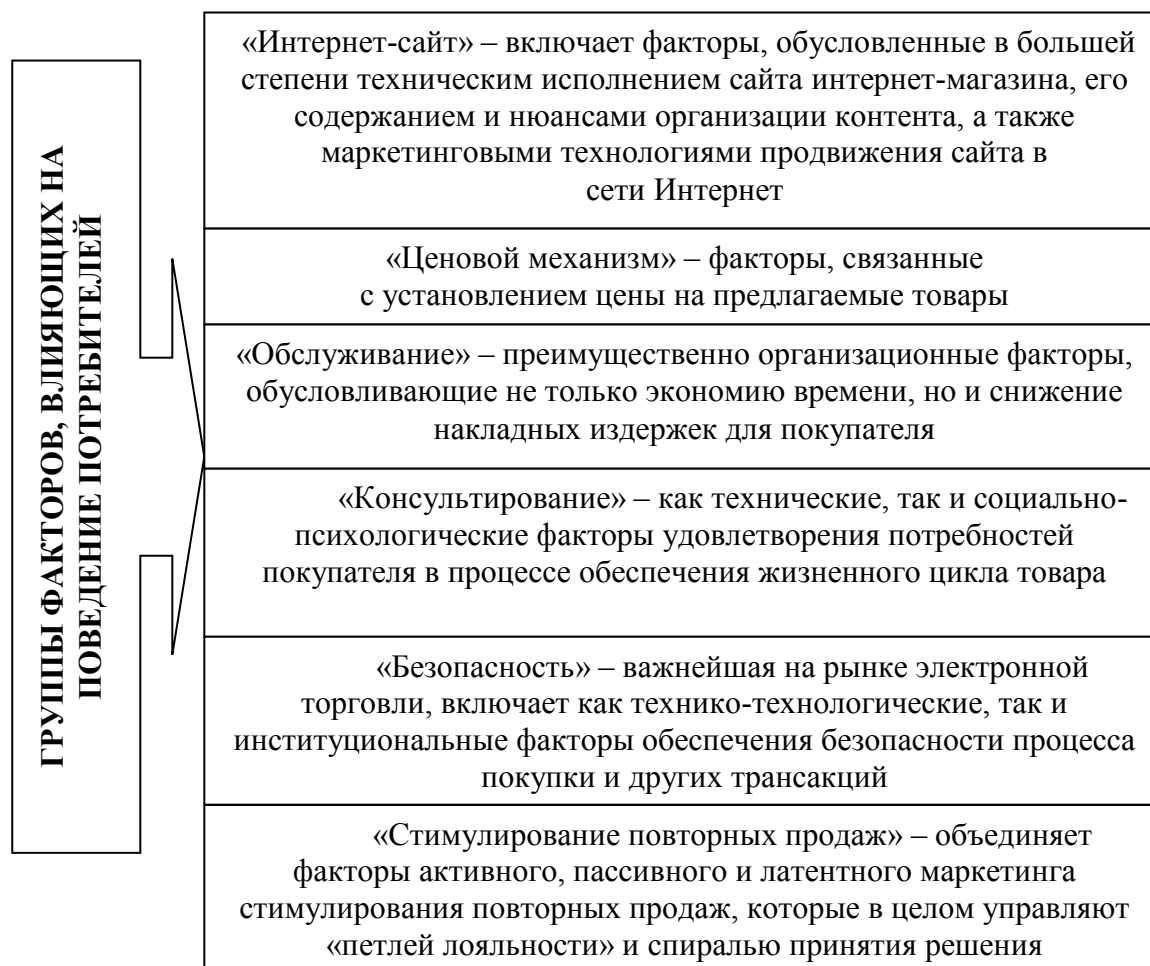 ГРУППЫ ФАКТОРОВ, ВЛИЯЮЩИХ НА
ПОВЕДЕНИЕ ПОТРЕБИТЕЛЕЙ
«Интернет-сайт» – включает факторы, обусловленные в большей
степени техническим исполнением сайта интернет-магазина, его
содержанием и нюансами организации контента, а также
маркетинговыми технологиями продвижения сайта в
сети Интернет
«Ценовой механизм» – факторы, связанные
с установлением цены на предлагаемые товары
«Обслуживание» – преимущественно организационные факторы,
обусловливающие не только экономию времени, но и снижение
накладных издержек для покупателя
«Консультирование» – как технические, так и социально-
психологические факторы удовлетворения потребностей
покупателя в процессе обеспечения жизненного цикла товара
«Безопасность» – важнейшая на рынке электронной
торговли, включает как технико-технологические, так и
институциональные факторы обеспечения безопасности процесса
покупки и других трансакций
«Стимулирование повторных продаж» – объединяет
факторы активного, пассивного и латентного маркетинга
стимулирования повторных продаж, которые в целом управляют
«петлей лояльности» и спиралью принятия решения